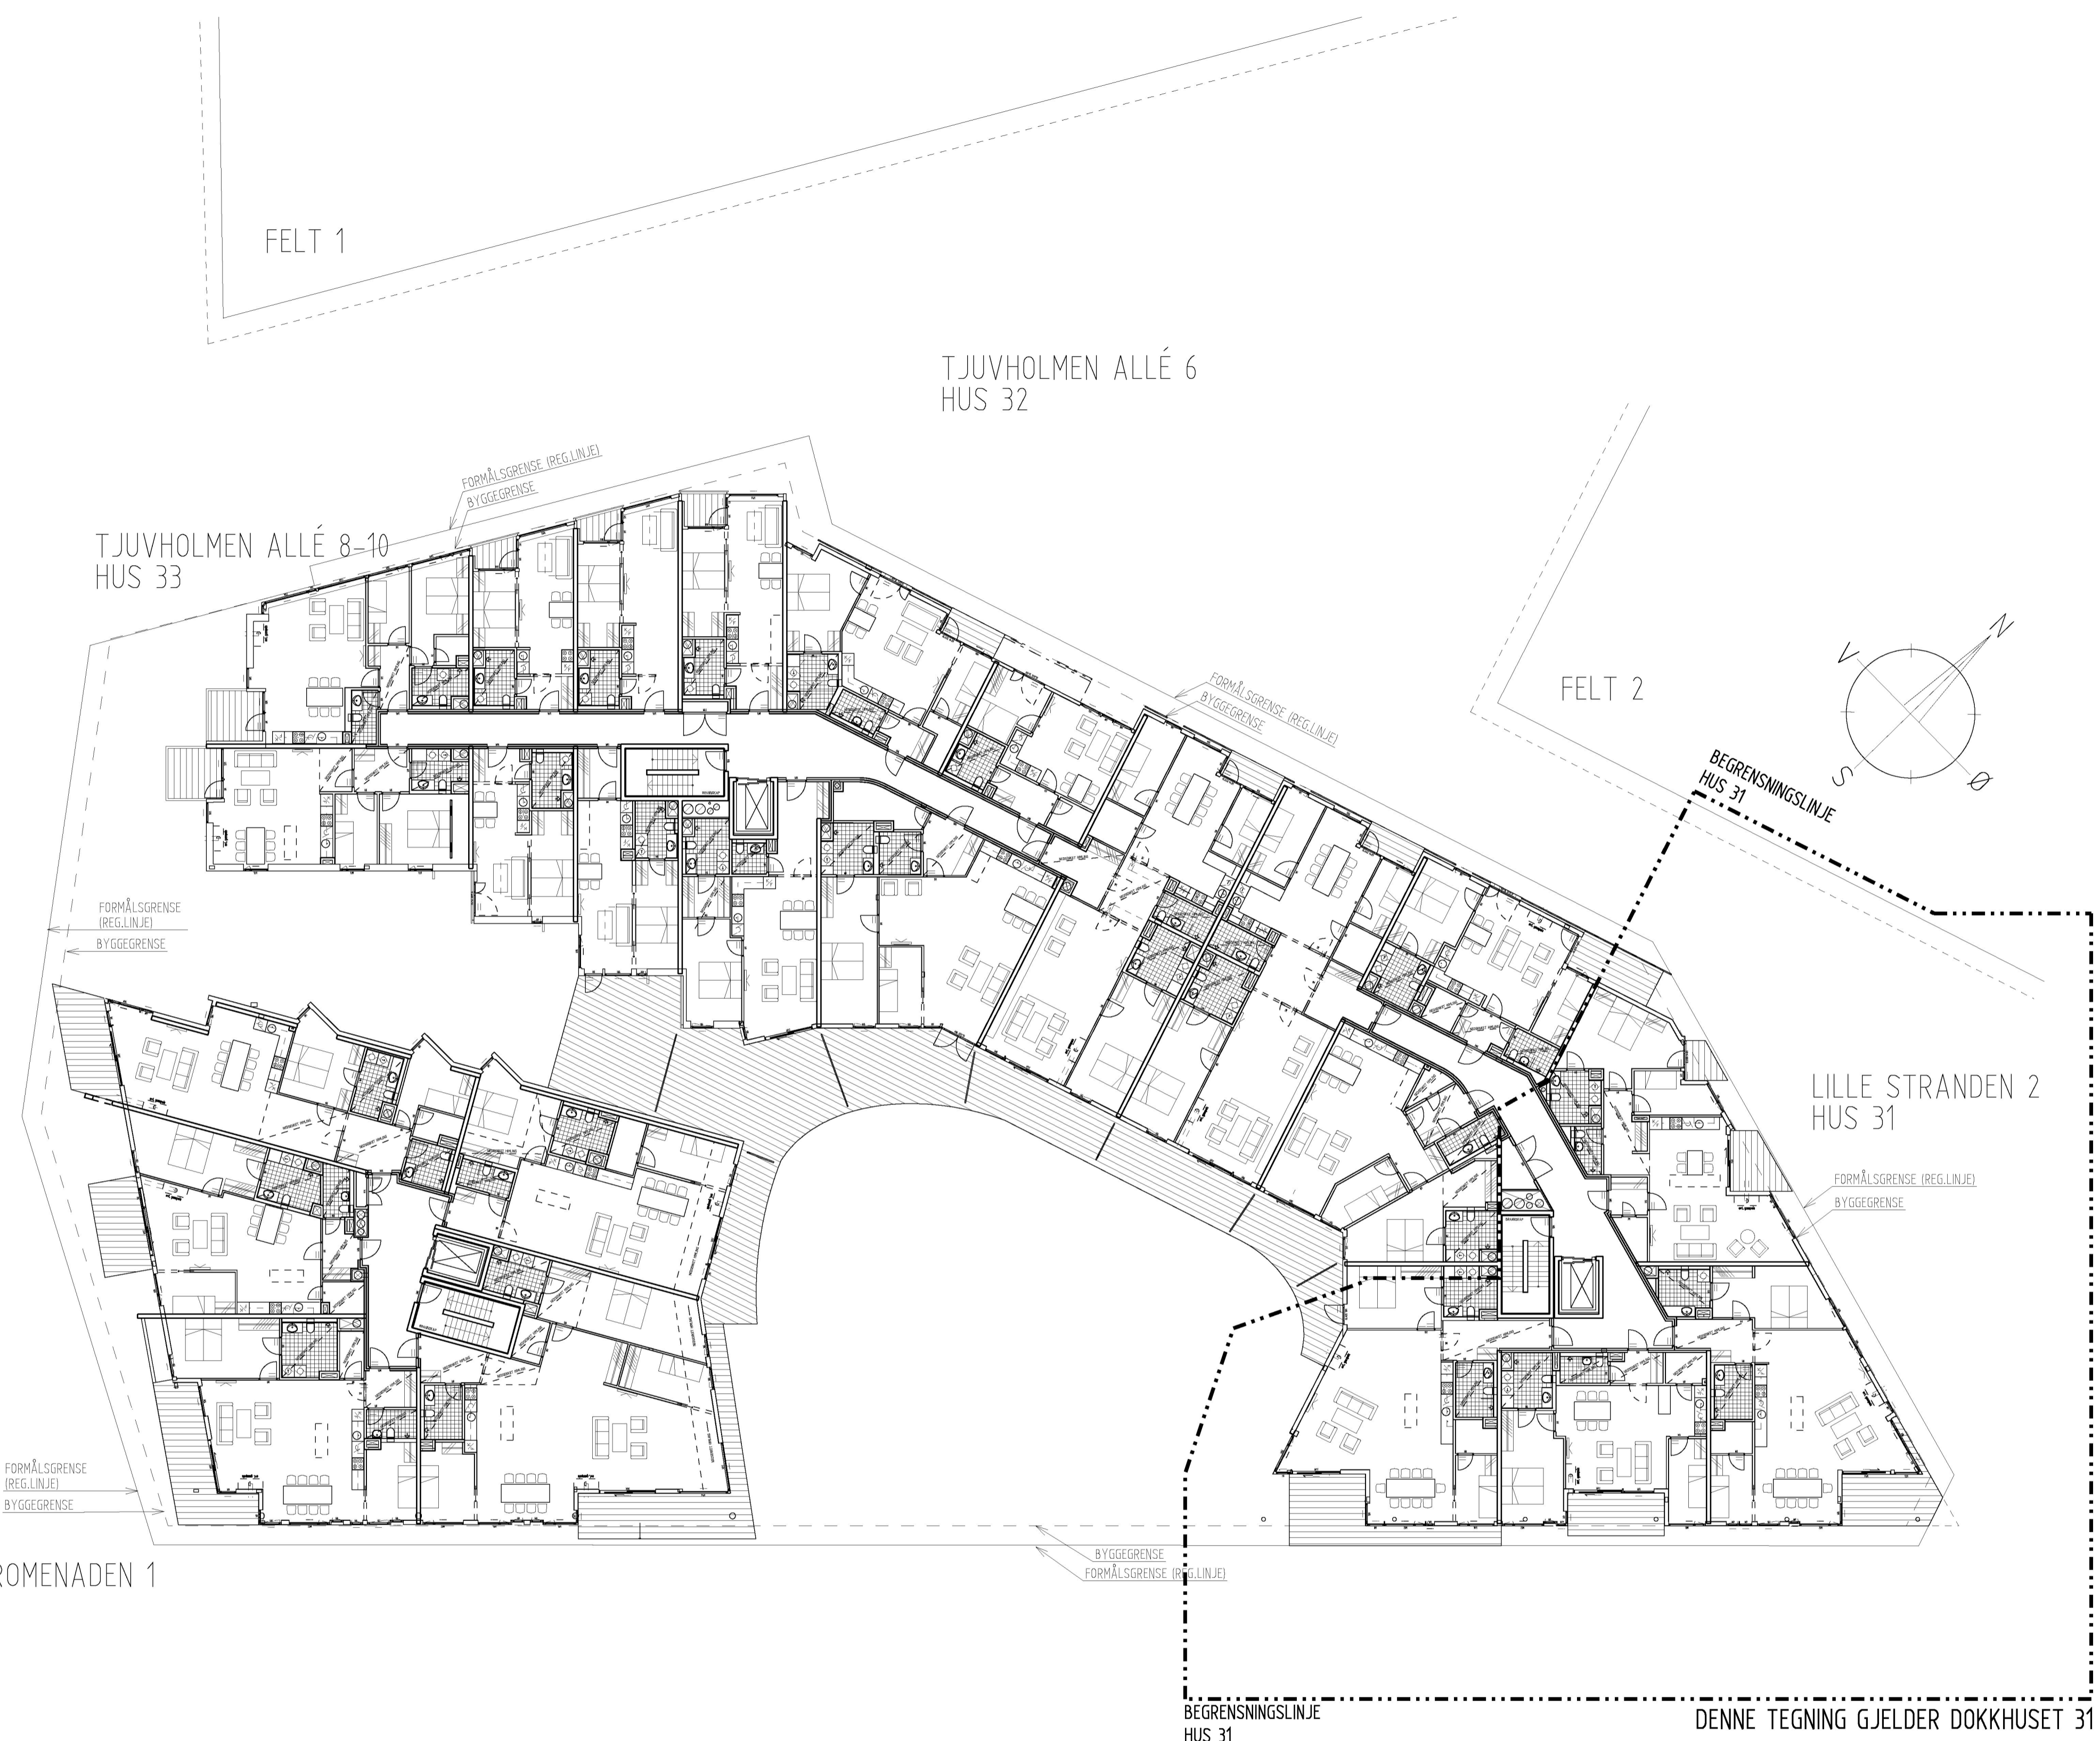 FELT 1
TJUVHOLMEN ALLÉ 6
HUS 32
FORMÅLSGRENSE (REG.LINJE)
BYGGEGRENSE
TJUVHOLMEN ALLÉ 8-10
HUS 33
N
V
S
Ø
FELT 2
FORMÅLSGRENSE (REG.LINJE)
BYGGEGRENSE
BEGRENSNINGSLINJE
HUS 31
FORMÅLSGRENSE
(REG.LINJE)
BYGGEGRENSE
LILLE STRANDEN 2
HUS 31
FORMÅLSGRENSE (REG.LINJE)
BYGGEGRENSE
FORMÅLSGRENSE
(REG.LINJE)
BYGGEGRENSE
ROMENADEN 1
BYGGEGRENSE
FORMÅLSGRENSE (REG.LINJE)
BEGRENSNINGSLINJE
HUS 31
DENNE TEGNING GJELDER DOKKHUSET 31